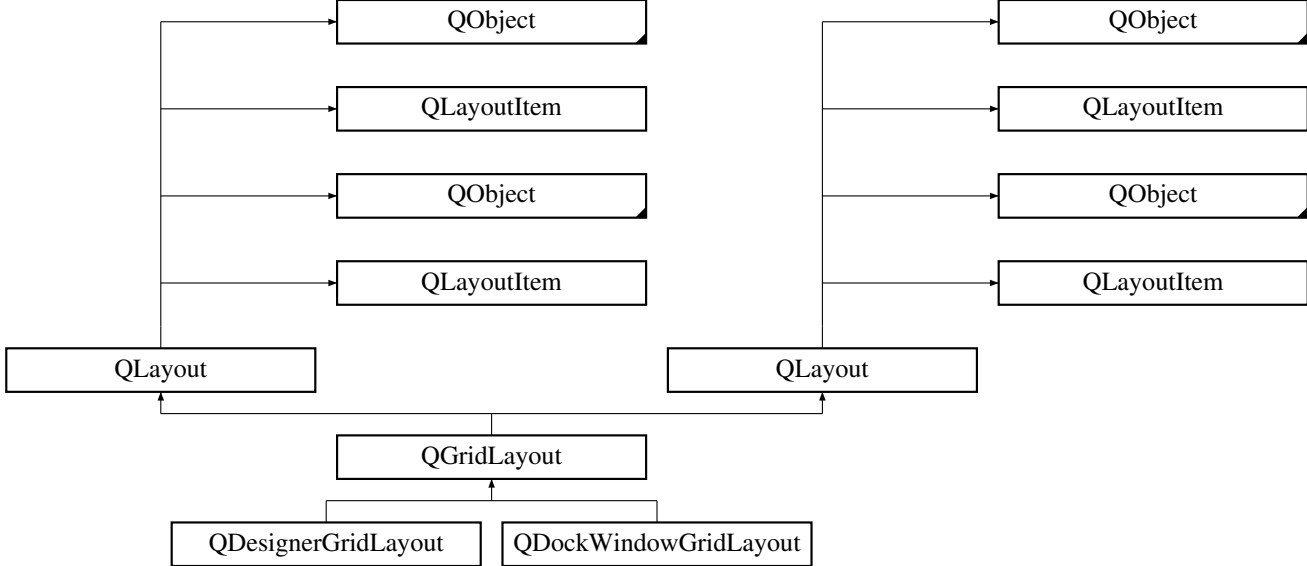 QObject
QObject
QLayoutItem
QLayoutItem
QObject
QObject
QLayoutItem
QLayoutItem
QLayout
QLayout
QGridLayout
QDesignerGridLayout
QDockWindowGridLayout